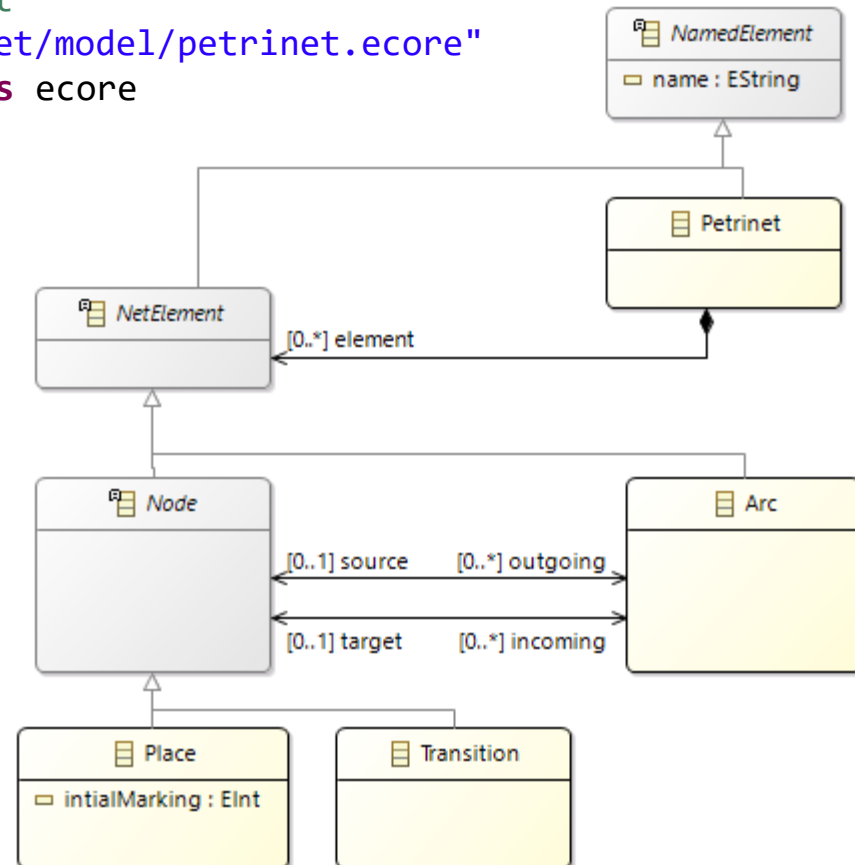 et/model/petrinet.ecore"
s ecore
NamedElement
name : EString
Petrinet
NetElement
[0..*] element
Node
Arc
[0..1] source
[0..*] outgoing
[0..1] target
[0..*] incoming
Place
intialMarking : EInt
Transition